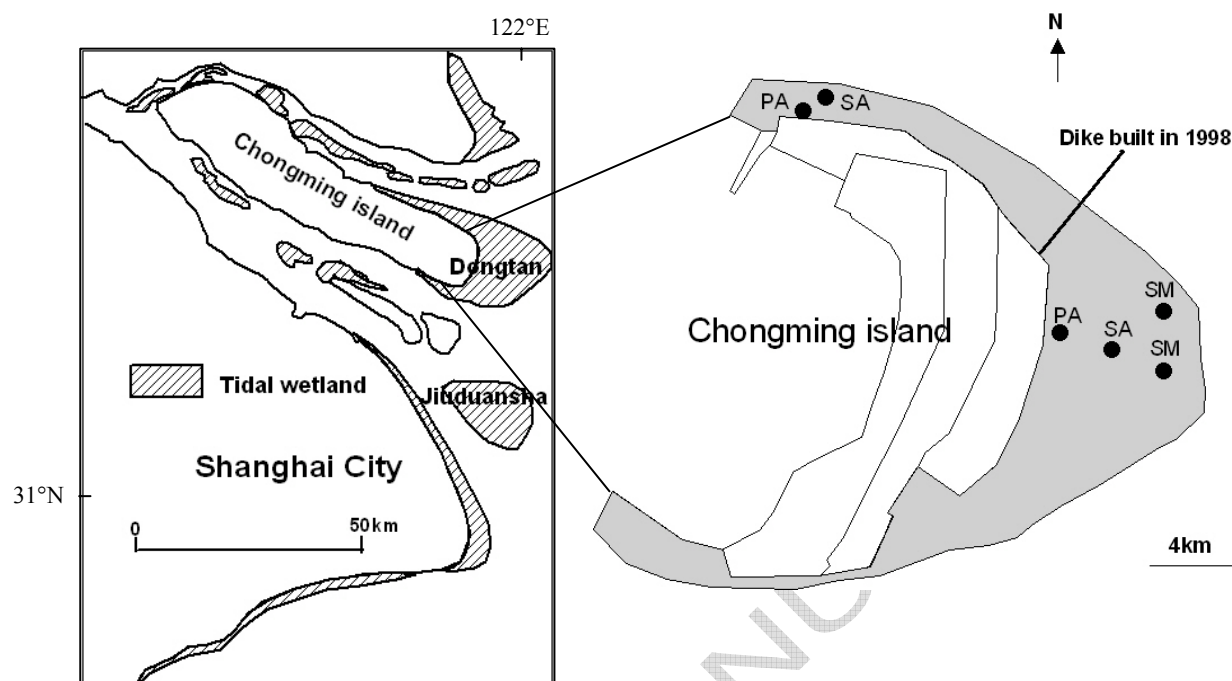 122°E
N
PA
SA
Dike built in 1998
Chongming island
Dongtan
SM
PA
SA
SM
Chongming island
Tidal wetland
Jiuduansha
Shanghai City
31°N
0
50km
4km